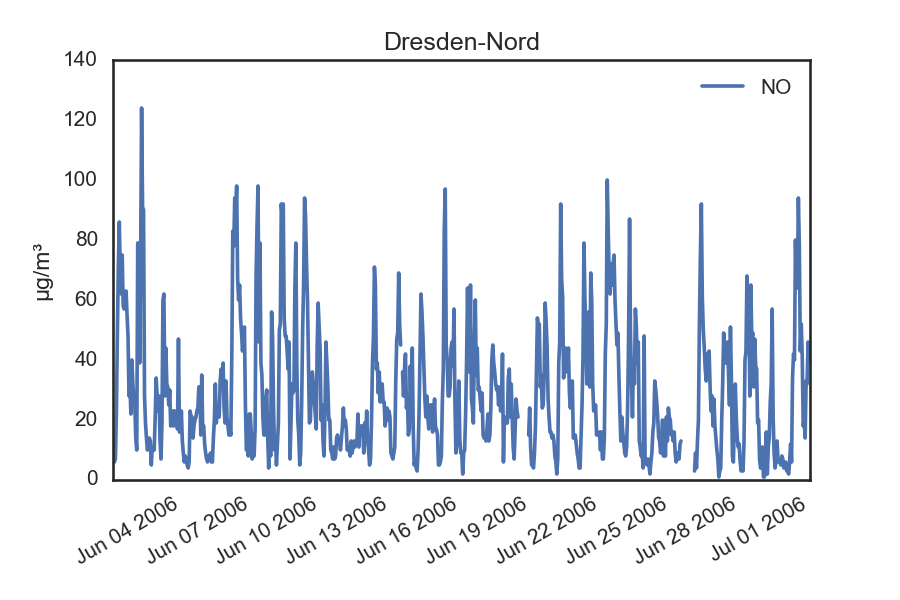 Dresden-Nord
140
120
100
80
60
40
20
0
µg/m³
NO
Jun 04 2006
Jun 07 2006
Jun 10 2006
Jun 13 2006
Jun 16 2006
Jun 19 2006
Jun 22 2006
Jun 25 2006
Jun 28 2006
Jul 01 2006